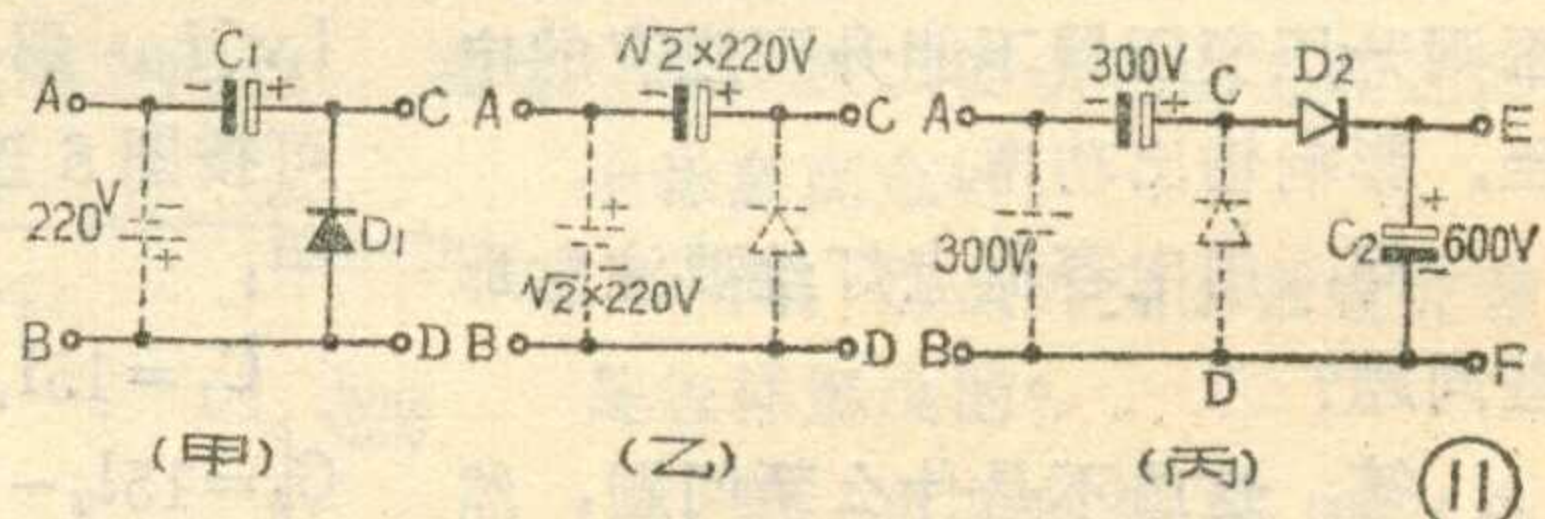 C1
A - + C
220V - +
D1
B D
(甲)
√2×220V
A - + C
+ -
√2×220V
B D
(乙)
300V C D2
A - + E
300V
C2 + - 600V
B D F
(丙)
11